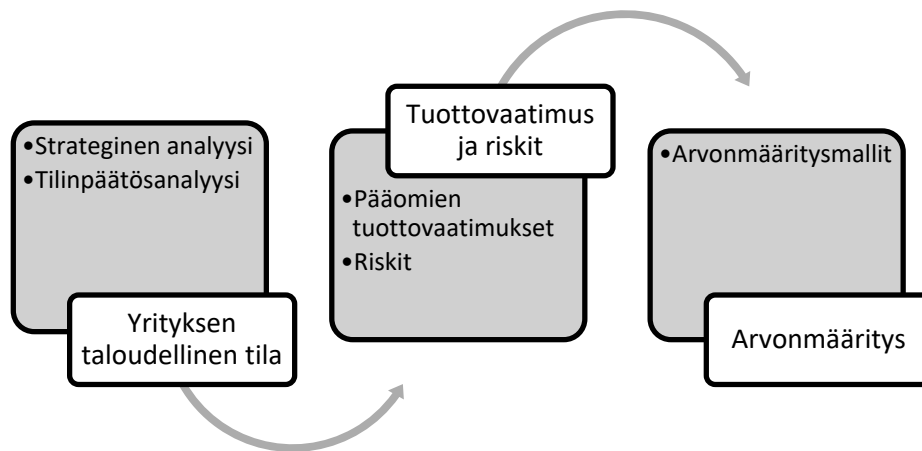 •Strateginen analyysi
•Tilinpäätösanalyysi
Yrityksen
taloudellinen tila
Tuottovaatimus
ja riskit
•Pääomien
tuottovaatimukset
•Riskit
•Arvonmääritysmallit
Arvonmääritys